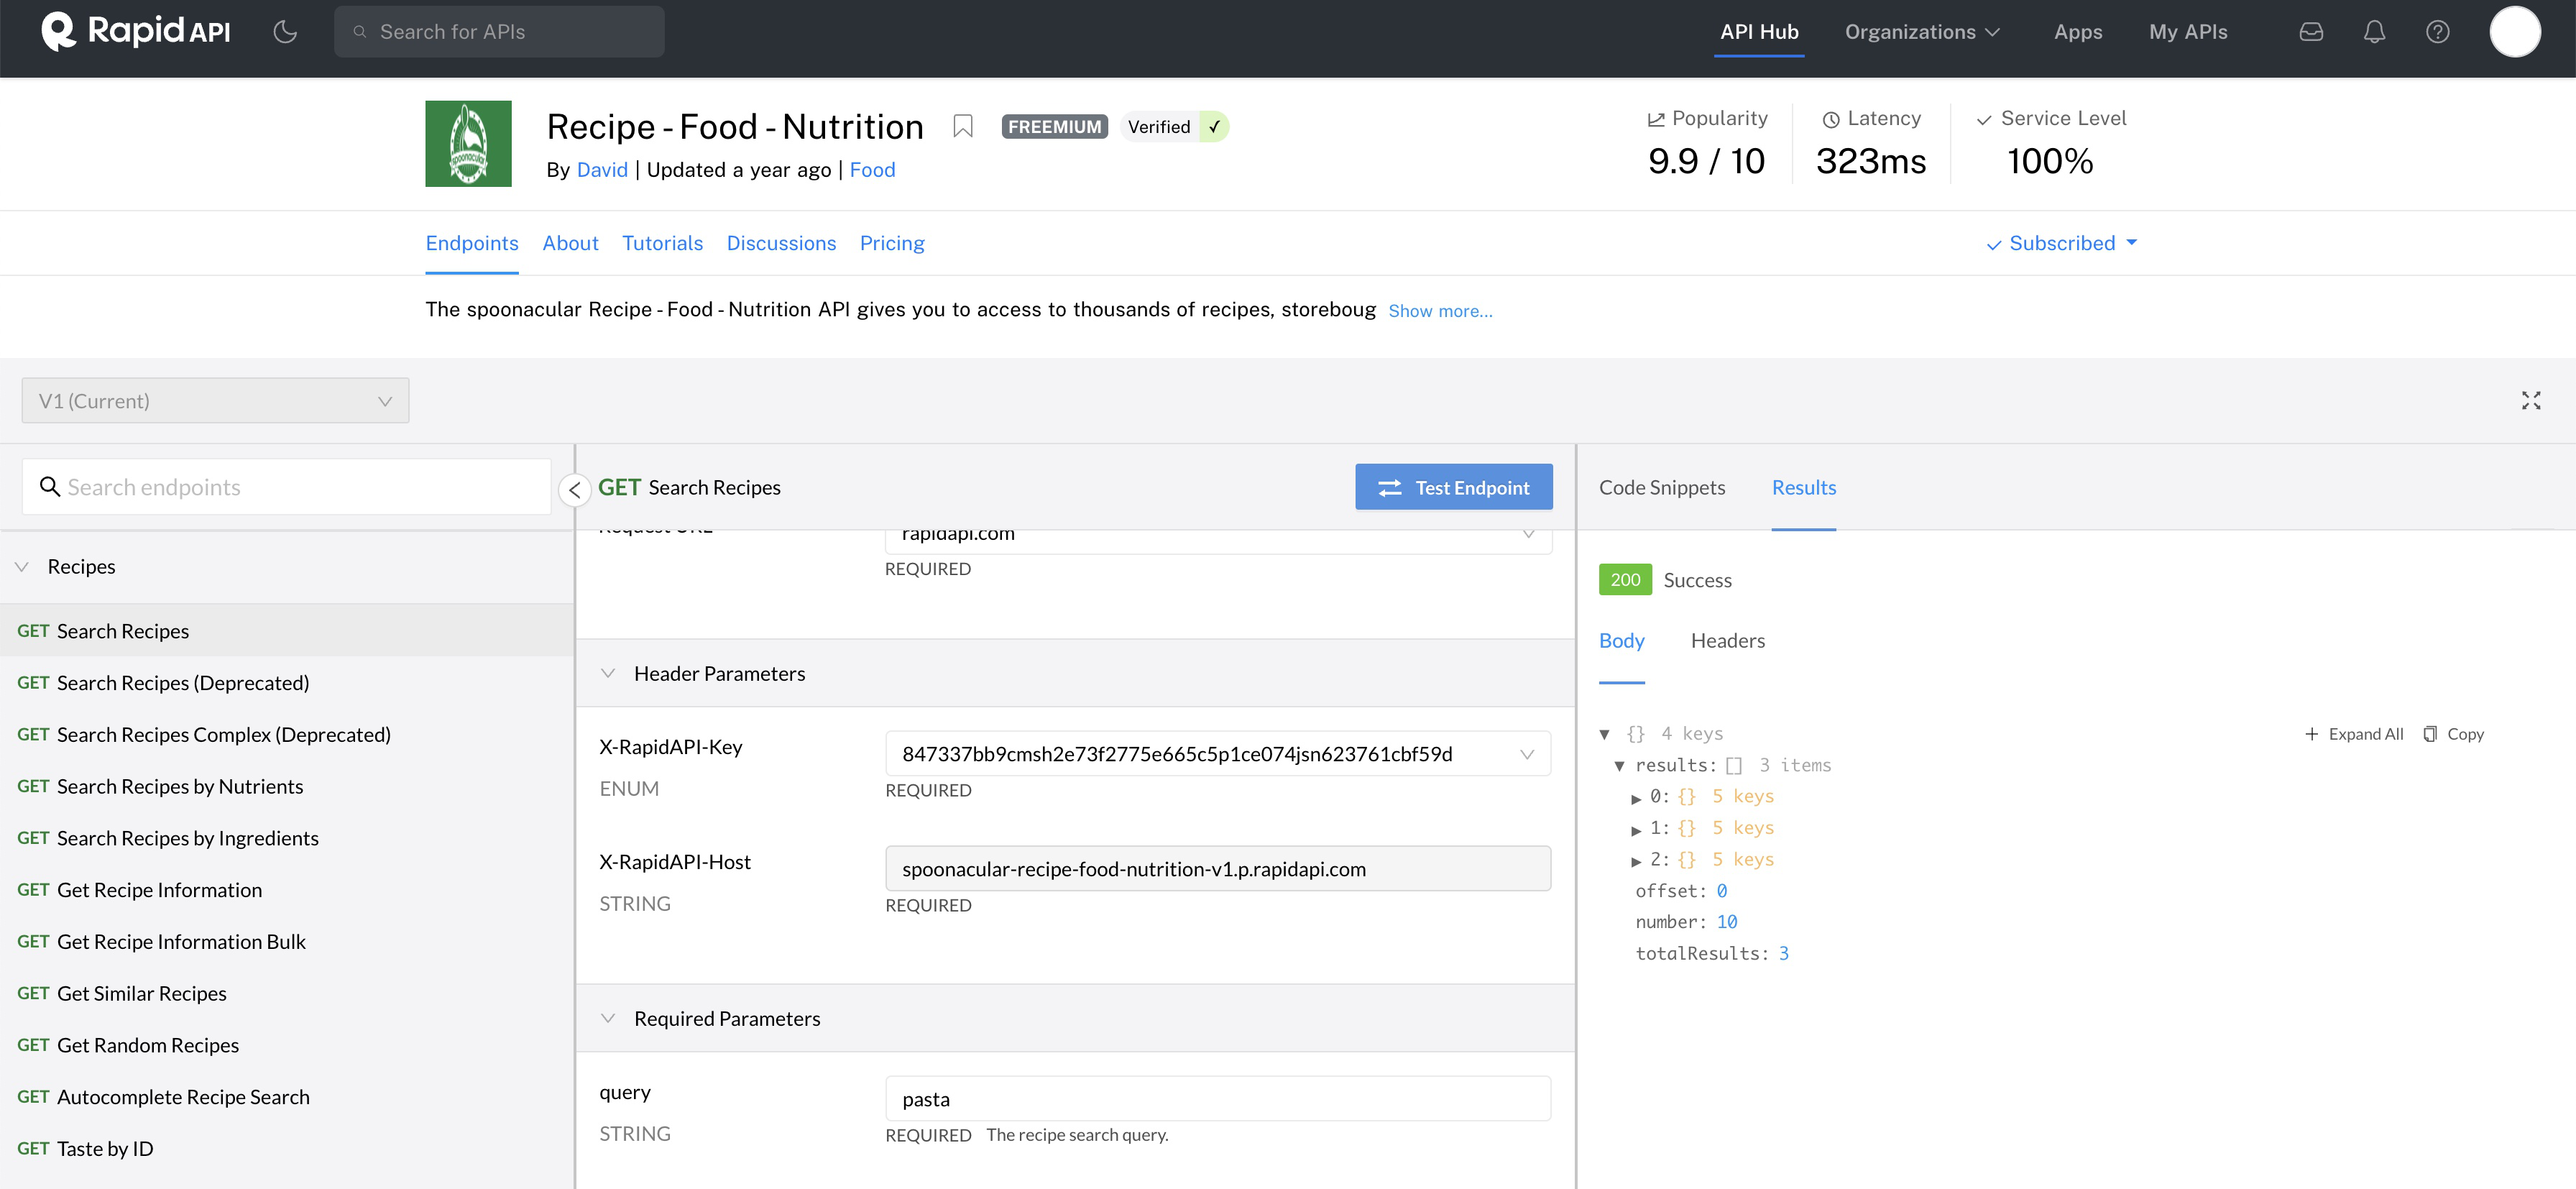 Rapid API
Search for APIs
API Hub
Organizations
Apps
My APIs
Recipe - Food - Nutrition
FREEMIUM
Verified ✓
By David | Updated a year ago | Food
Popularity
9.9 / 10
Latency
323ms
Service Level
100%
spoonacular
Endpoints
About
Tutorials
Discussions
Pricing
Subscribed
The spoonacular Recipe - Food - Nutrition API gives you to access to thousands of recipes, storeboug Show more...
V1 (Current)
Search endpoints
Recipes
GET Search Recipes
GET Search Recipes (Deprecated)
GET Search Recipes Complex (Deprecated)
GET Search Recipes by Nutrients
GET Search Recipes by Ingredients
GET Get Recipe Information
GET Get Recipe Information Bulk
GET Get Similar Recipes
GET Get Random Recipes
GET Autocomplete Recipe Search
GET Taste by ID
GET Search Recipes
Test Endpoint
Request URL
rapidapi.com
REQUIRED
Header Parameters
X-RapidAPI-Key
ENUM
847337bb9cmsh2e73f2775e665c5p1ce074jsn623761cbf59d
REQUIRED
X-RapidAPI-Host
STRING
spoonacular-recipe-food-nutrition-v1.p.rapidapi.com
REQUIRED
Required Parameters
query
STRING
pasta
REQUIRED The recipe search query.
Code Snippets
Results
200 Success
Body
Headers
{} 4 keys
Expand All
Copy
results: [] 3 items
0: {} 5 keys
1: {} 5 keys
2: {} 5 keys
offset: 0
number: 10
totalResults: 3